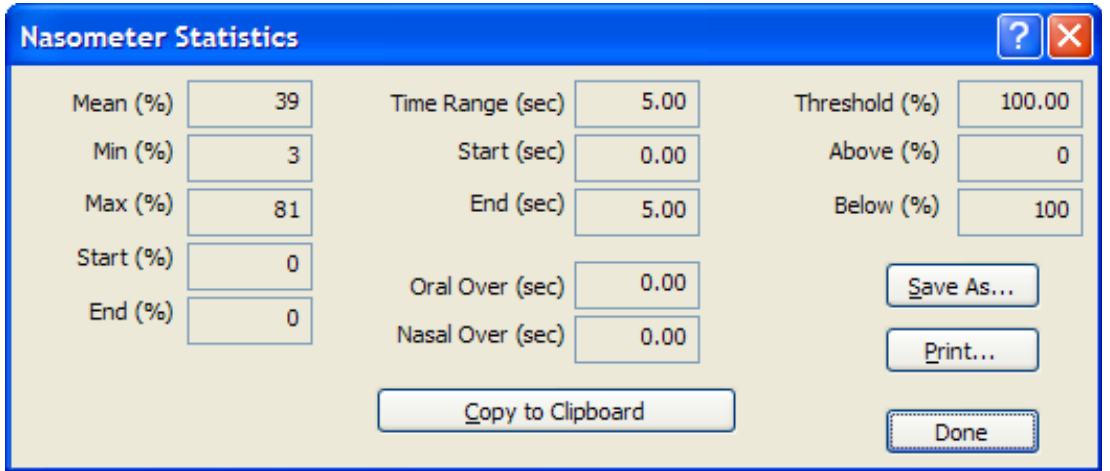 Nasometer Statistics
Mean (%) 39 Time Range (sec) 5.00 Threshold (%) 100.00
Min (%) 3 Start (sec) 0.00 Above (%) 0
Max (%) 81 End (sec) 5.00 Below (%) 100
Start (%) 0 Oral Over (sec) 0.00 Save As...
End (%) 0 Nasal Over (sec) 0.00 Print...
Copy to Clipboard Done